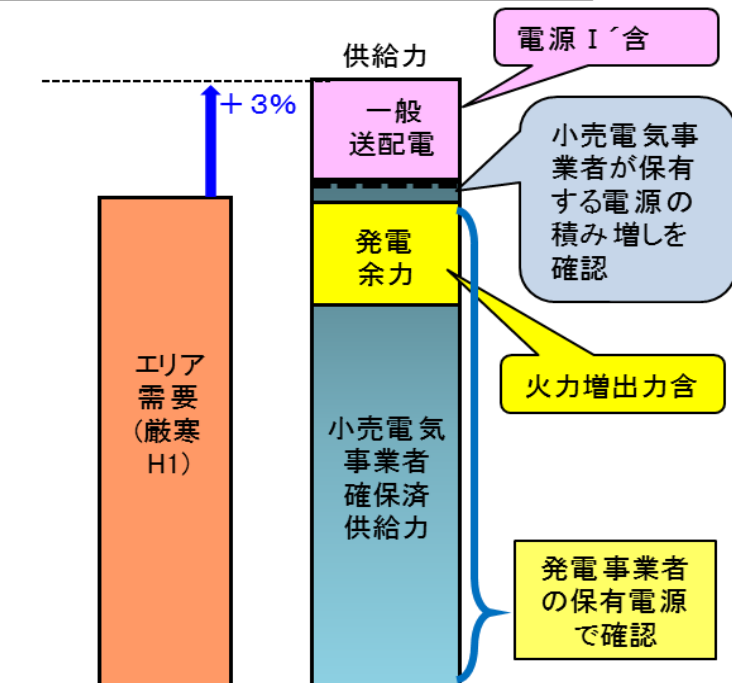 供給力
電源Ⅰ´含
＋3%
一般
送配電
小売電気事
業者が保有
する電源の
積み増しを
確認
発電
余力
エリア
需要
(厳寒
H1)
火力増出力含
小売電気
事業者
確保済
供給力
発電事業者
の保有電源
で確認